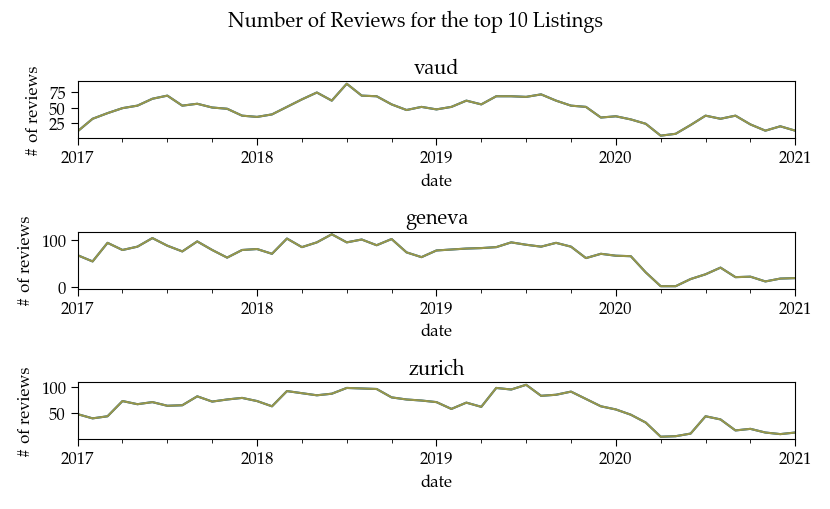 Number of Reviews for the top 10 Listings
vaud
# of reviews
75
50
25
2017 2018 2019 2020 2021
date
geneva
# of reviews
100
0
2017 2018 2019 2020 2021
date
zurich
# of reviews
100
50
2017 2018 2019 2020 2021
date